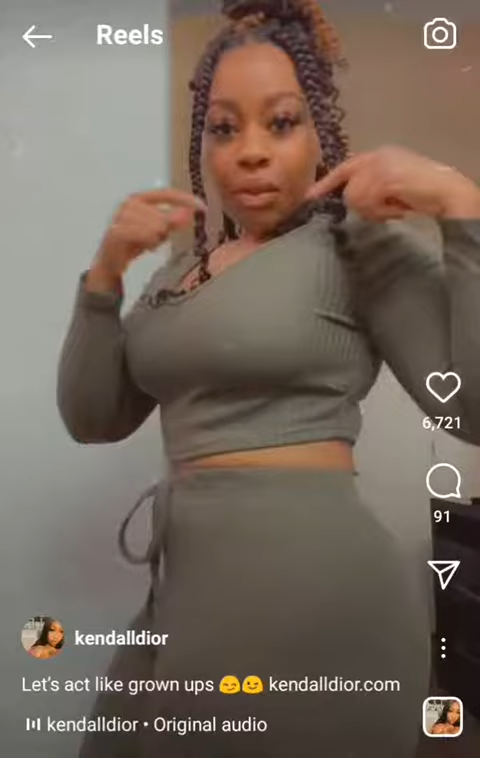 Reels
6,721
91
kendalldior
Let's act like grown ups 😏😉 kendalldior.com
kendalldior • Original audio